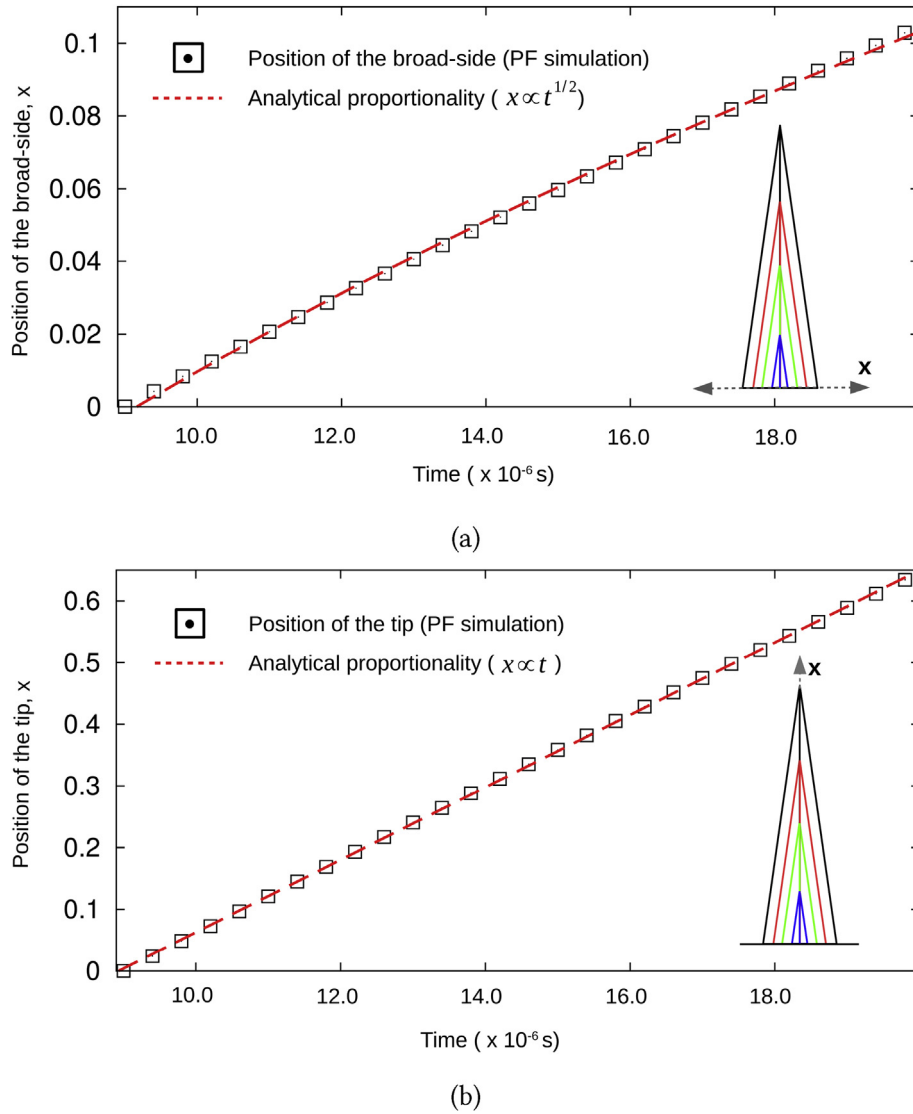 0.1
0.08
0.06
0.04
0.02
0
Position of the broad-side, x
Position of the broad-side (PF simulation)
Analytical proportionality ( x∝t^{1/2})
x
10.0 12.0 14.0 16.0 18.0
Time ( x 10⁻⁶ s)
(a)
0.6
0.5
0.4
0.3
0.2
0.1
0
Position of the tip, x
Position of the tip (PF simulation)
Analytical proportionality ( x∝t )
x
10.0 12.0 14.0 16.0 18.0
Time ( x 10⁻⁶ s)
(b)